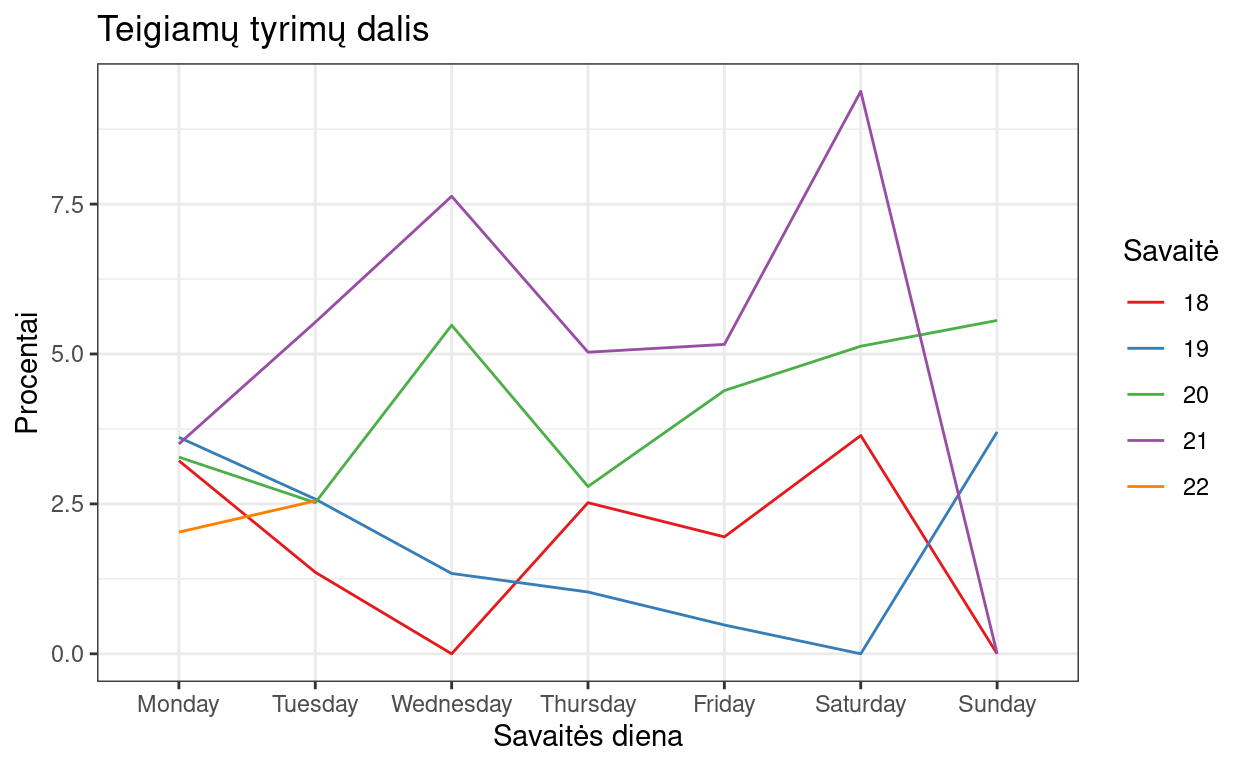 Teigiamų tyrimų dalis
Procentai
7.5
5.0
2.5
0.0
Monday Tuesday Wednesday Thursday Friday Saturday Sunday
Savaitės diena
Savaitė
18
19
20
21
22